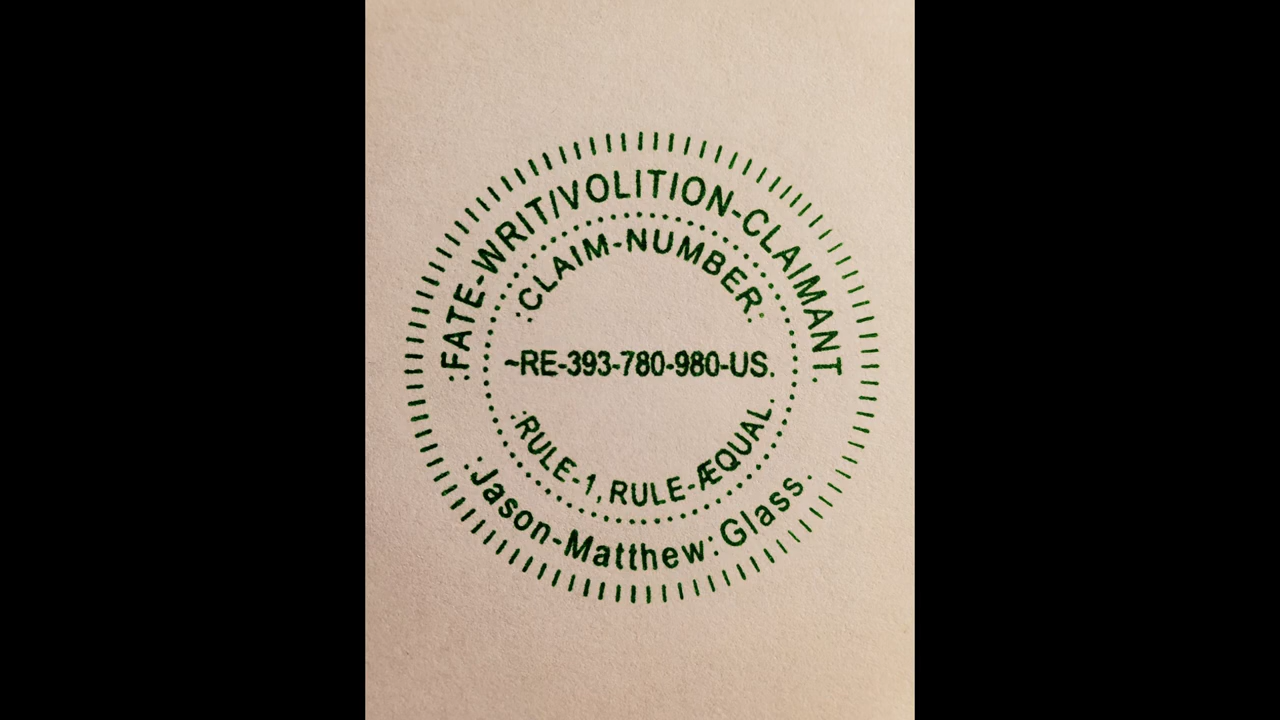 :FATE-WRIT/VOLITION-CLAIMANT.
:CLAIM-NUMBER:
~RE-393-780-980-US.
:RULE-1, RULE-ÆQUAL.
:Jason-Matthew: Glass.